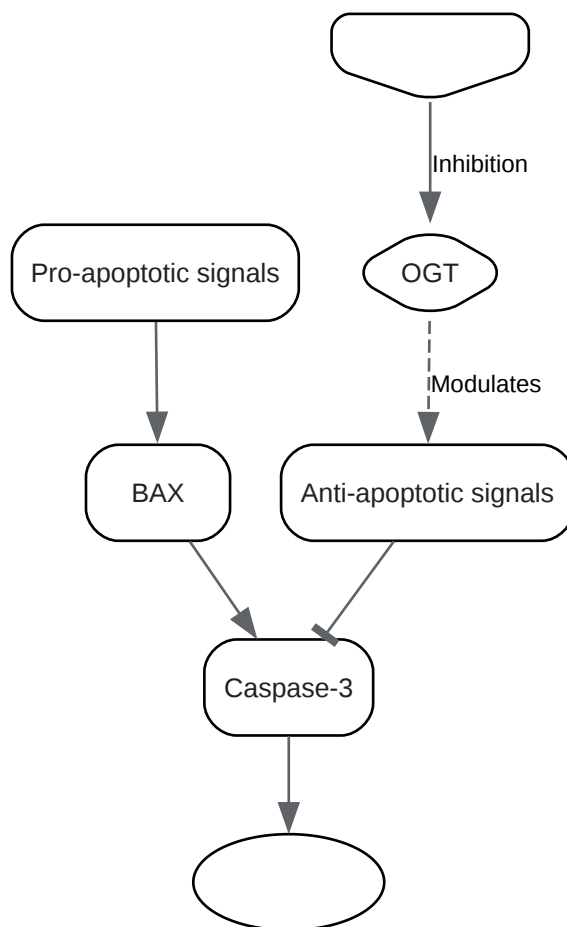 Inhibition
Pro-apoptotic signals
OGT
Modulates
BAX
Anti-apoptotic signals
Caspase-3